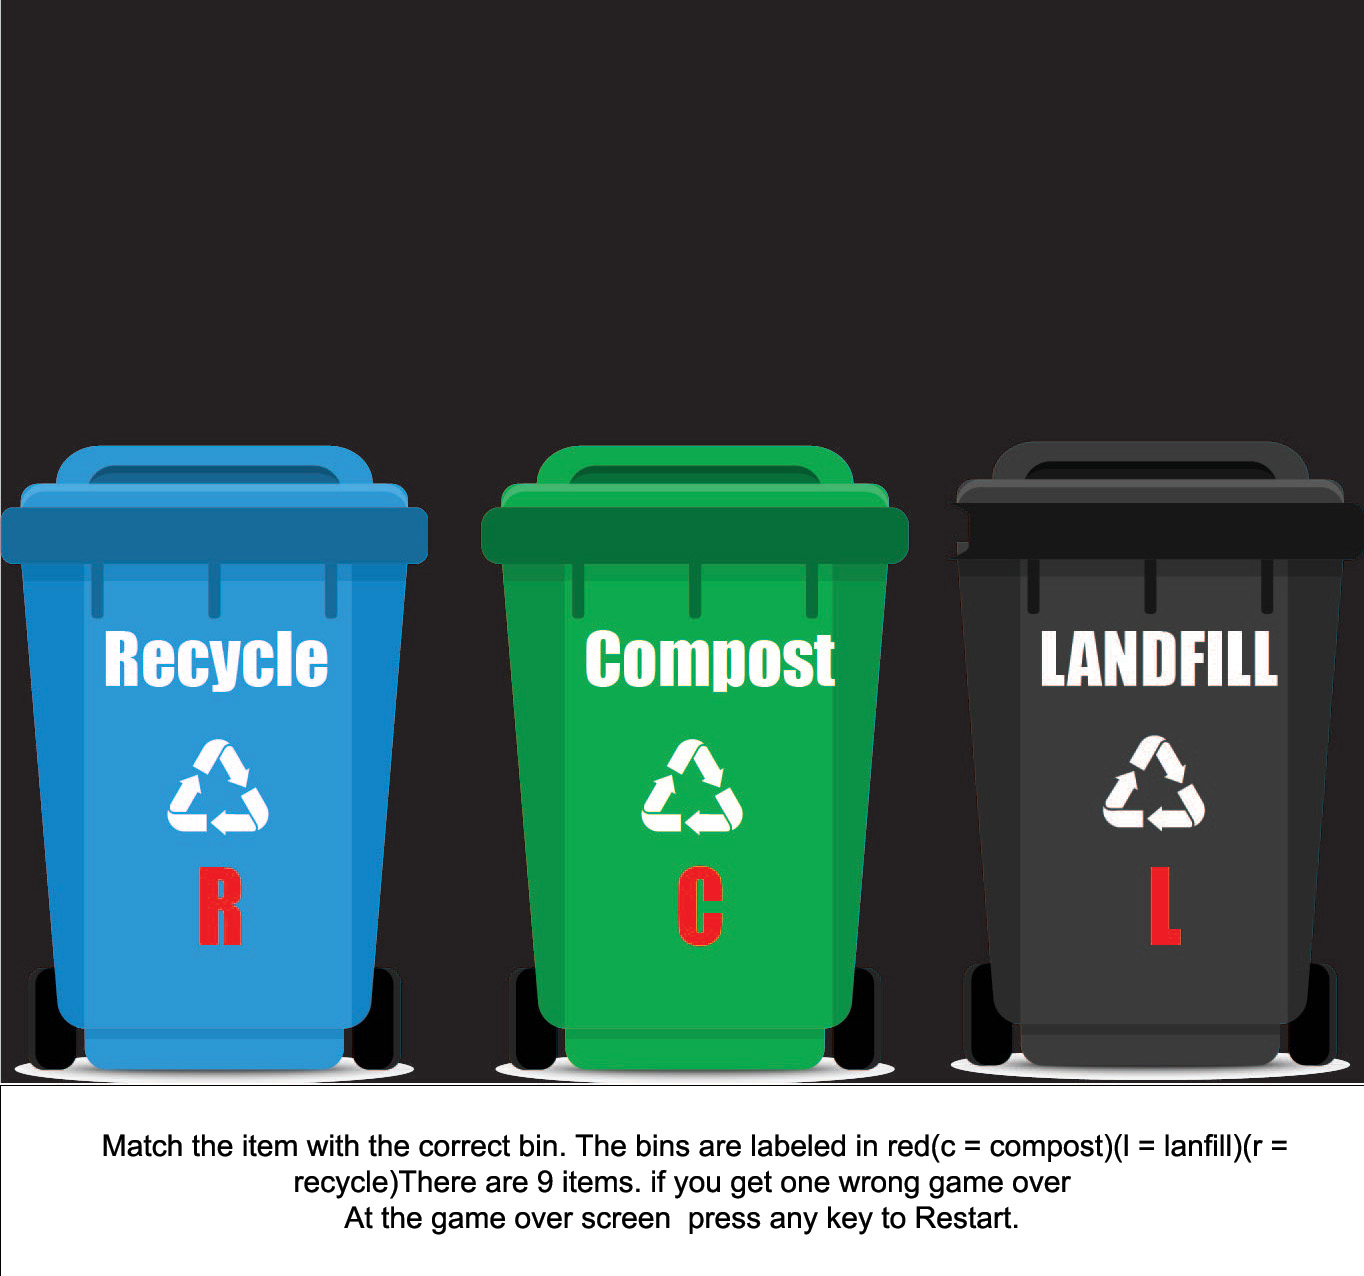 Recycle
Compost
LANDFILL
R
C
L
Match the item with the correct bin. The bins are labeled in red(c = compost)(l = lanfill)(r =
recycle)There are 9 items. if you get one wrong game over
At the game over screen  press any key to Restart.